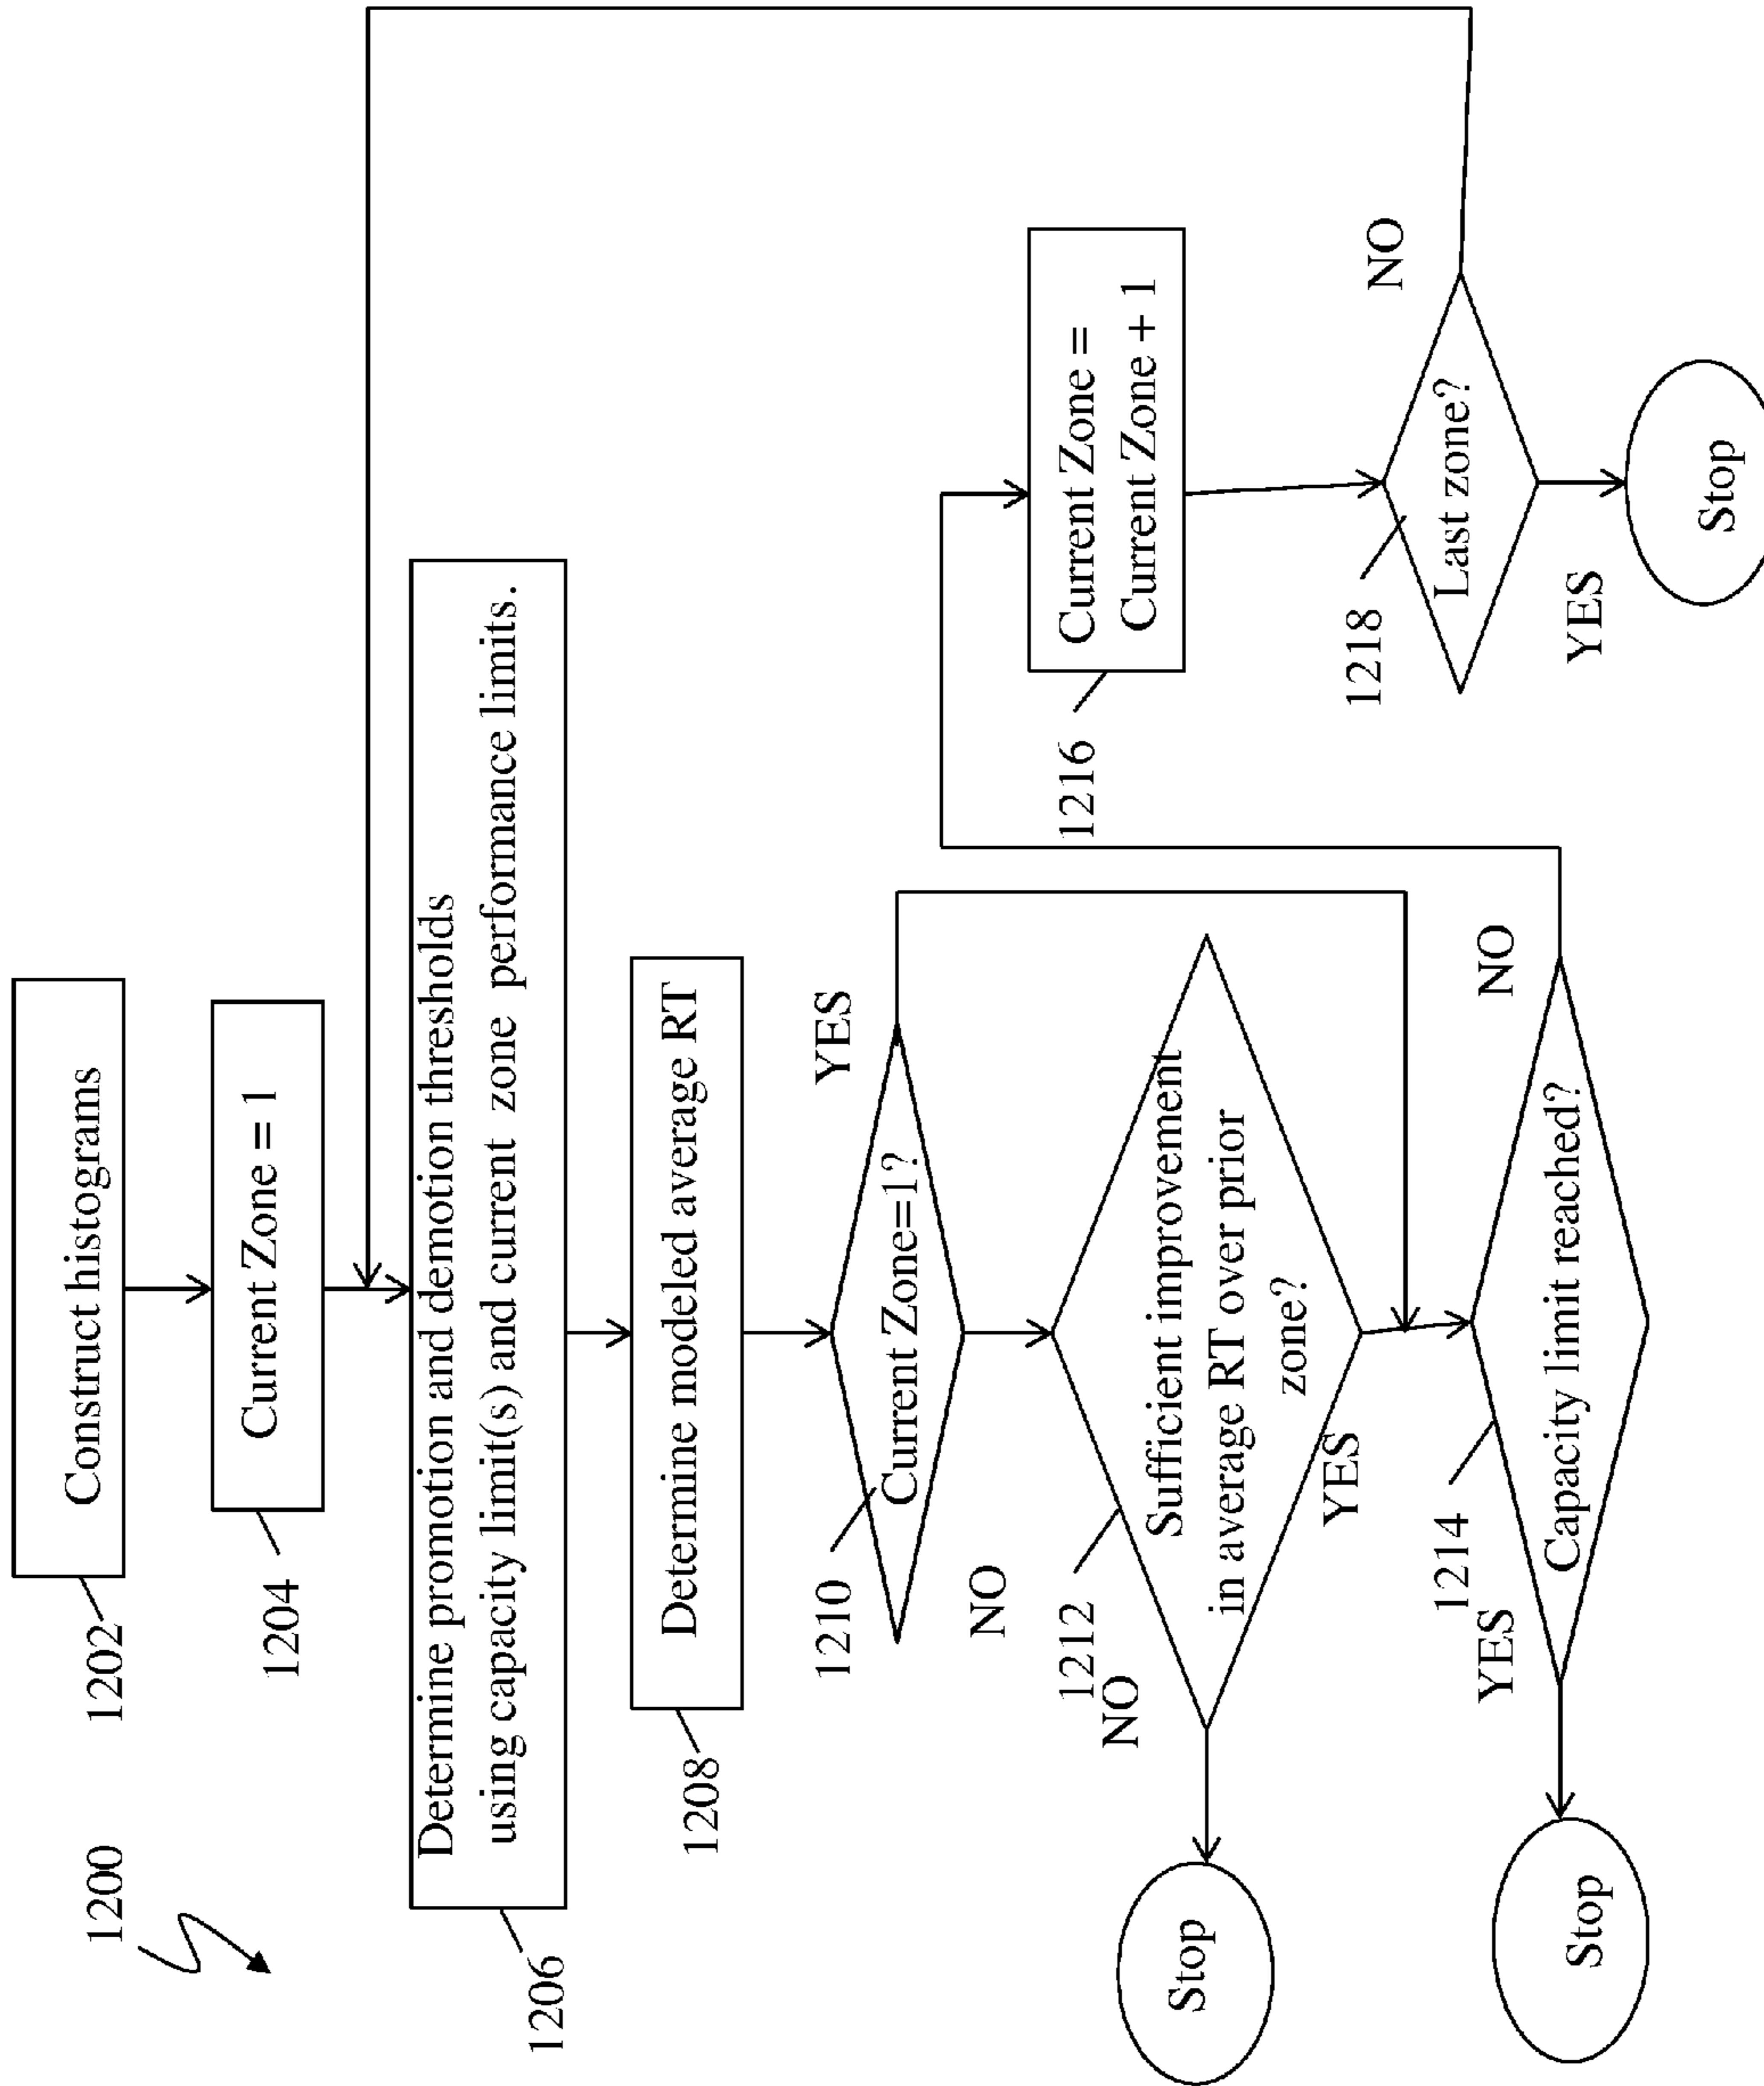 1200
Construct histograms
1202
Current Zone = 1
1204
Determine promotion and demotion thresholds
using capacity limit(s) and current zone performance limits.
1206
Determine modeled average RT
1208
Current Zone=1?
1210
YES
NO
Sufficient improvement
in average RT over prior
zone?
1212
NO
YES
Stop
Capacity limit reached?
1214
YES
NO
Stop
Current Zone =
Current Zone + 1
1216
Last zone?
1218
NO
YES
Stop